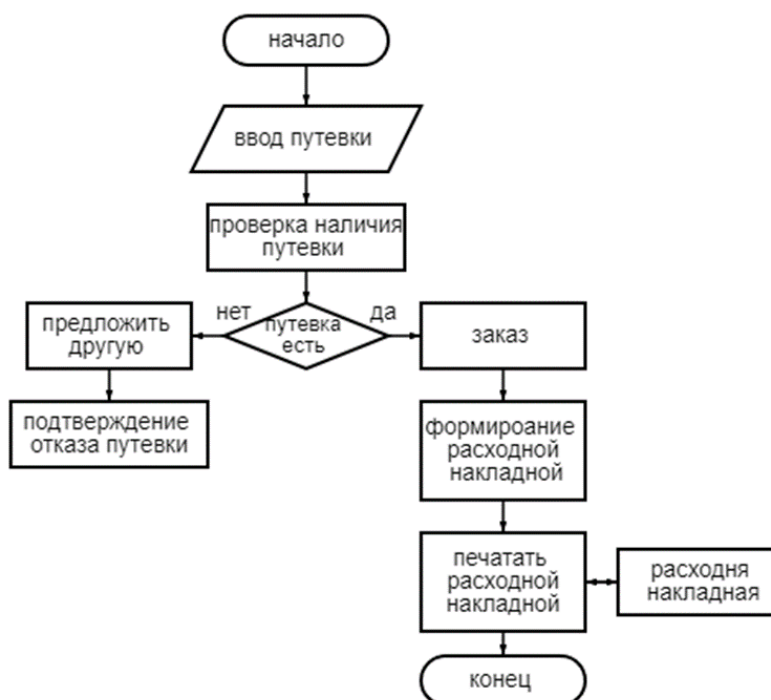 начало
ввод путевки
проверка наличия
путевки
нет
путевка
есть
да
предложить
другую
заказ
подтверждение
отказа путевки
формироание
расходной
накладной
печатать
расходной
накладной
расходня
накладная
конец